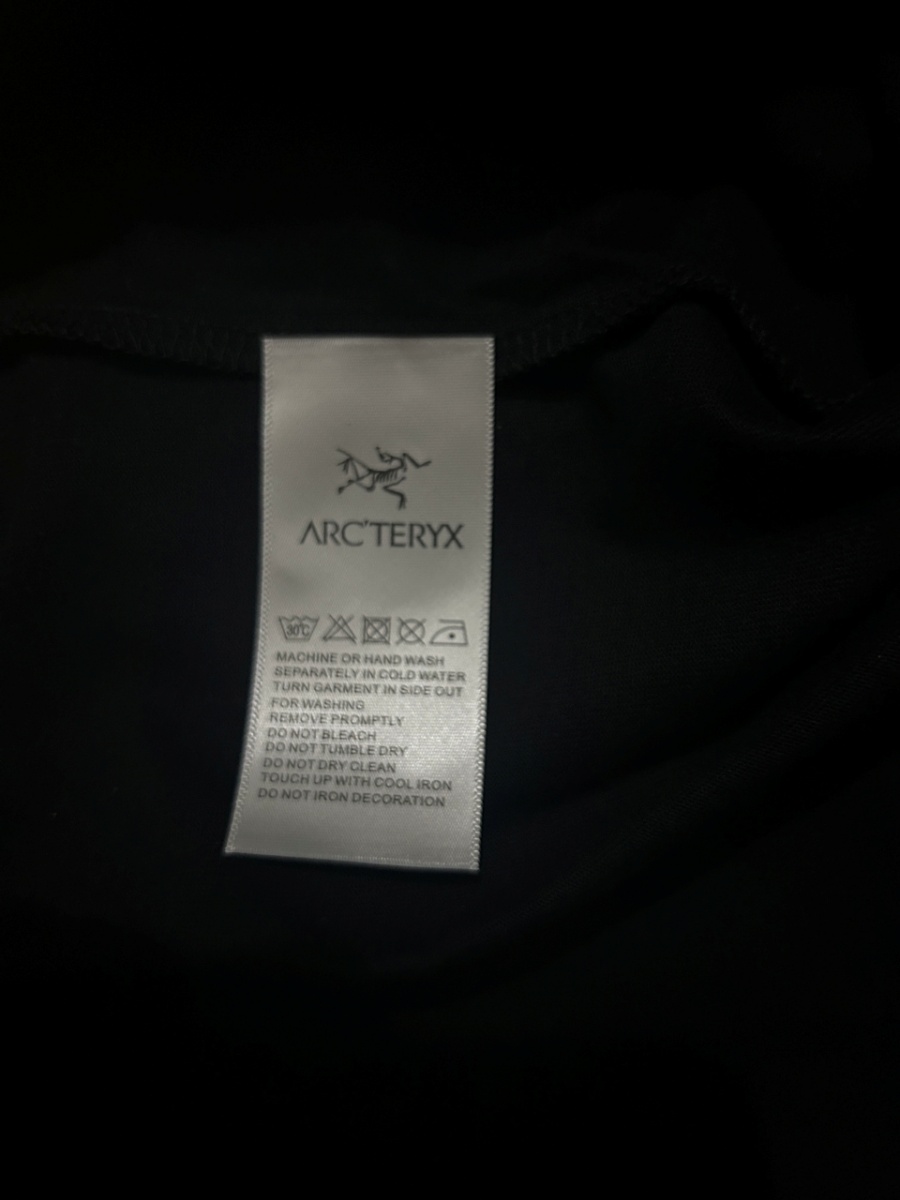 ARC'TERYX
30°C
MACHINE OR HAND WASH
SEPARATELY IN COLD WATER
TURN GARMENT IN SIDE OUT
FOR WASHING
REMOVE PROMPTLY
DO NOT BLEACH
DO NOT TUMBLE DRY
DO NOT DRY CLEAN
TOUCH UP WITH COOL IRON
DO NOT IRON DECORATION